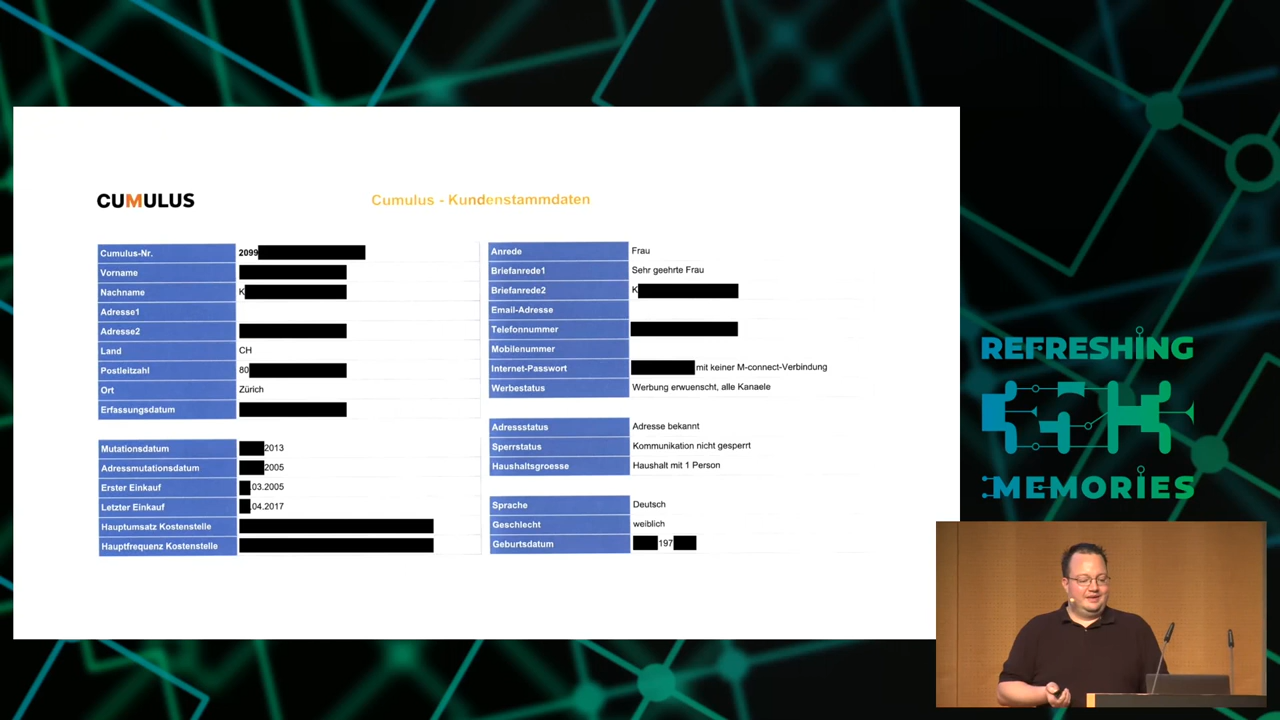 CUMULUS
Cumulus - Kundenstammdaten
Cumulus-Nr. 2099
Vorname
Nachname K
Adresse1
Adresse2
Land CH
Postleitzahl 80
Ort Zürich
Erfassungsdatum
Mutationsdatum 2013
Adressmutationsdatum 2005
Erster Einkauf .03.2005
Letzter Einkauf .04.2017
Hauptumsatz Kostenstelle
Hauptfrequenz Kostenstelle
Anrede Frau
Briefanrede1 Sehr geehrte Frau
Briefanrede2 K
Email-Adresse
Telefonnummer
Mobilenummer
Internet-Passwort mit keiner M-connect-Verbindung
Werbestatus Werbung erwuenscht, alle Kanaele
Adressstatus Adresse bekannt
Sperrstatus Kommunikation nicht gesperrt
Haushaltsgroesse Haushalt mit 1 Person
Sprache Deutsch
Geschlecht weiblich
Geburtsdatum 197
REFRESHING
GPN
MEMORIES